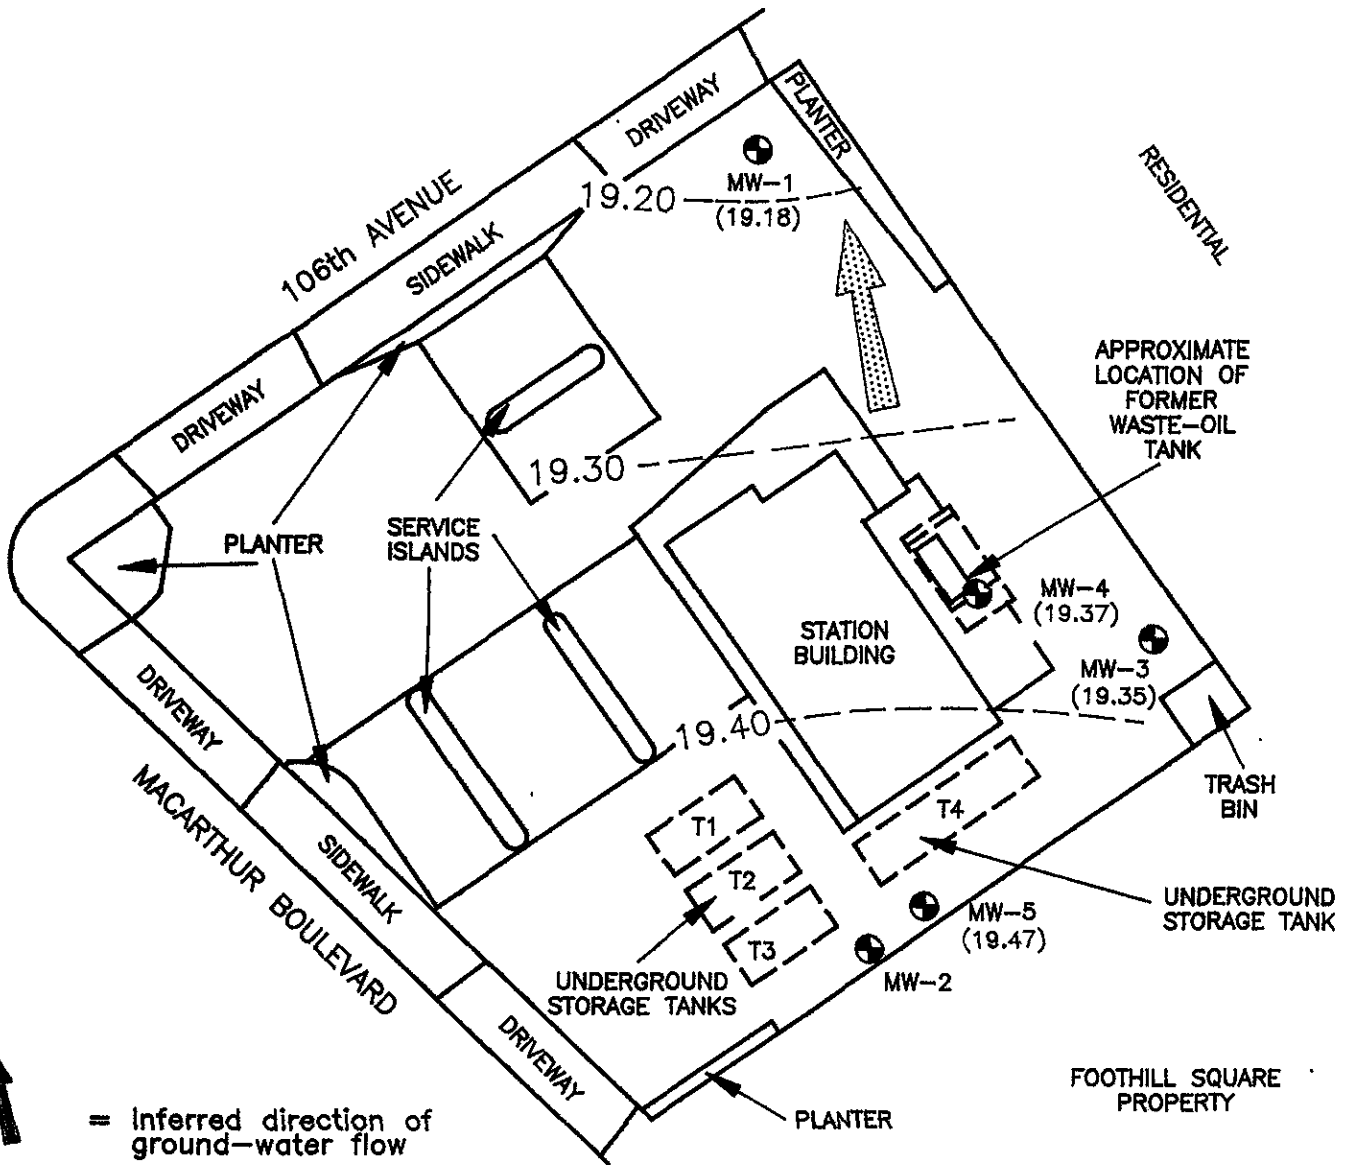 DRIVEWAY
PLANTER
MW-1
(19.18)
19.20
RESIDENTIAL
106th AVENUE
SIDEWALK
DRIVEWAY
APPROXIMATE
LOCATION OF
FORMER
WASTE-OIL
TANK
19.30
PLANTER
SERVICE
ISLANDS
MW-4
(19.37)
STATION
BUILDING
MW-3
(19.35)
DRIVEWAY
19.40
MACARTHUR BOULEVARD
TRASH
BIN
T1
T4
T2
SIDEWALK
T3
MW-5
(19.47)
UNDERGROUND
STORAGE TANK
UNDERGROUND
STORAGE TANKS
MW-2
DRIVEWAY
FOOTHILL SQUARE
PROPERTY
PLANTER
= Inferred direction of
ground-water flow